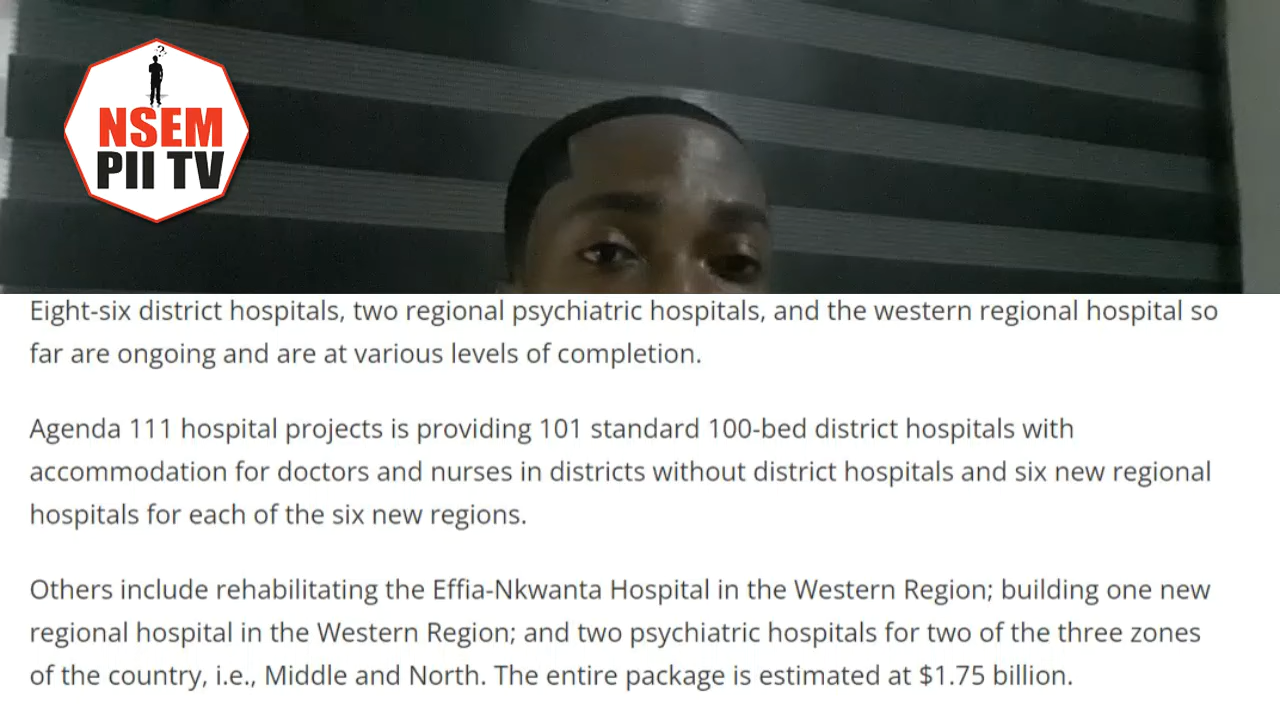 ?
NSEM
PII TV
Eight-six district hospitals, two regional psychiatric hospitals, and the western regional hospital so
far are ongoing and are at various levels of completion.
Agenda 111 hospital projects is providing 101 standard 100-bed district hospitals with
accommodation for doctors and nurses in districts without district hospitals and six new regional
hospitals for each of the six new regions.
Others include rehabilitating the Effia-Nkwanta Hospital in the Western Region; building one new
regional hospital in the Western Region; and two psychiatric hospitals for two of the three zones
of the country, i.e., Middle and North. The entire package is estimated at $1.75 billion.